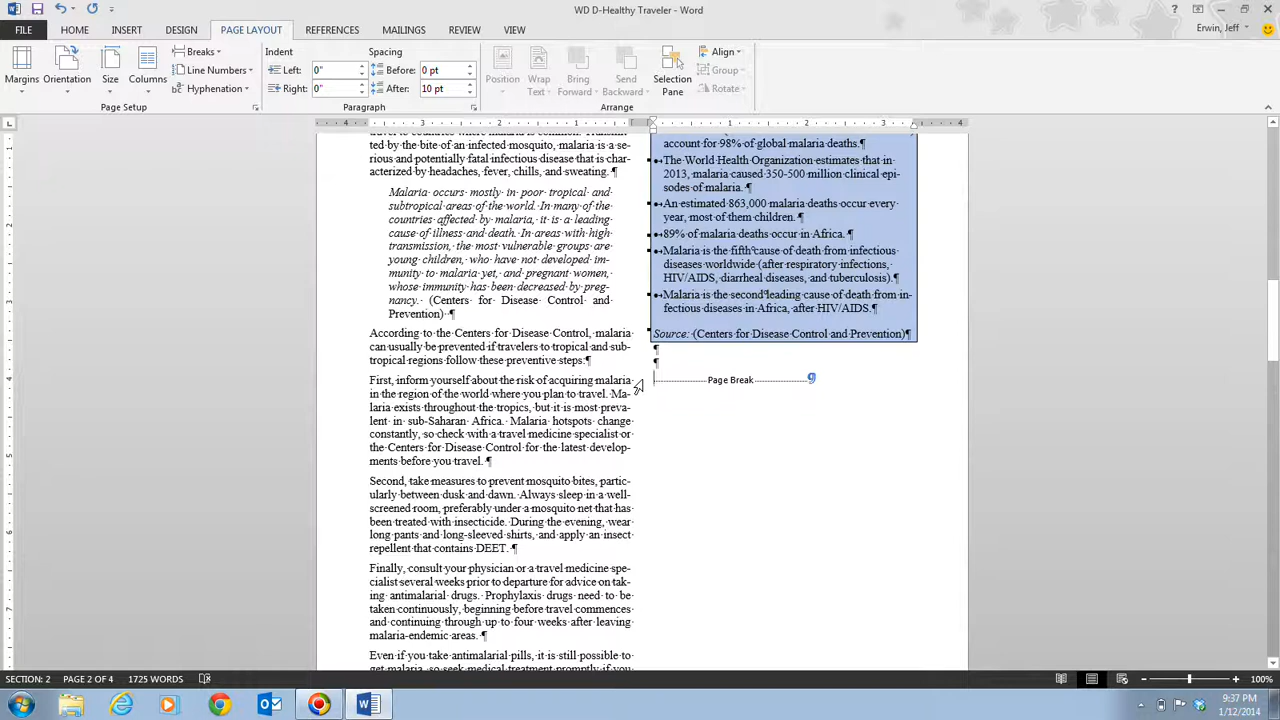 WD D-Healthy Traveler - Word
FILE HOME INSERT DESIGN PAGE LAYOUT REFERENCES MAILINGS REVIEW VIEW
Erwin, Jeff
Margins Orientation Size Columns
Breaks
Line Numbers
Hyphenation
Page Setup
Indent
Left: 0"
Right: 0"
Spacing
Before: 0 pt
After: 10 pt
Paragraph
Position
Wrap Text
Bring Forward
Send Backward
Selection Pane
Align
Group
Rotate
Arrange
ted by the bite of an infected mosquito, malaria is a se-
rious and potentially fatal infectious disease that is char-
acterized by headaches, fever, chills, and sweating. ¶
Malaria occurs mostly in poor tropical and
subtropical areas of the world. In many of the
countries affected by malaria, it is a leading
cause of illness and death. In areas with high
transmission, the most vulnerable groups are
young children, who have not developed im-
munity to malaria yet, and pregnant women,
whose immunity has been decreased by preg-
nancy. (Centers for Disease Control and
Prevention) ¶
According to the Centers for Disease Control, malaria
can usually be prevented if travelers to tropical and sub-
tropical regions follow these preventive steps:¶
First, inform yourself about the risk of acquiring malaria
in the region of the world where you plan to travel. Ma-
laria exists throughout the tropics, but it is most preva-
lent in sub-Saharan Africa. Malaria hotspots change
constantly, so check with a travel medicine specialist or
the Centers for Disease Control for the latest develop-
ments before you travel. ¶
Second, take measures to prevent mosquito bites, partic-
ularly between dusk and dawn. Always sleep in a well-
screened room, preferably under a mosquito net that has
been treated with insecticide. During the evening, wear
long pants and long-sleeved shirts, and apply an insect
repellent that contains DEET. ¶
Finally, consult your physician or a travel medicine spe-
cialist several weeks prior to departure for advice on tak-
ing antimalarial drugs. Prophylaxis drugs need to be
taken continuously, beginning before travel commences
and continuing through up to four weeks after leaving
malaria-endemic areas. ¶
Even if you take antimalarial pills, it is still possible to
get malaria, so seek medical treatment promptly if you
account for 98% of global malaria deaths.¶
The World Health Organization estimates that in
2013, malaria caused 350-500 million clinical epi-
sodes of malaria. ¶
An estimated 863,000 malaria deaths occur every
year, most of them children. ¶
89% of malaria deaths occur in Africa. ¶
Malaria is the fifth cause of death from infectious
diseases worldwide (after respiratory infections,
HIV/AIDS, diarrheal diseases, and tuberculosis).¶
Malaria is the second leading cause of death from in-
fectious diseases in Africa, after HIV/AIDS.¶
Source: (Centers for Disease Control and Prevention)¶
¶
¶
Page Break
SECTION: 2 PAGE 2 OF 4 1725 WORDS
100%
9:37 PM
1/12/2014